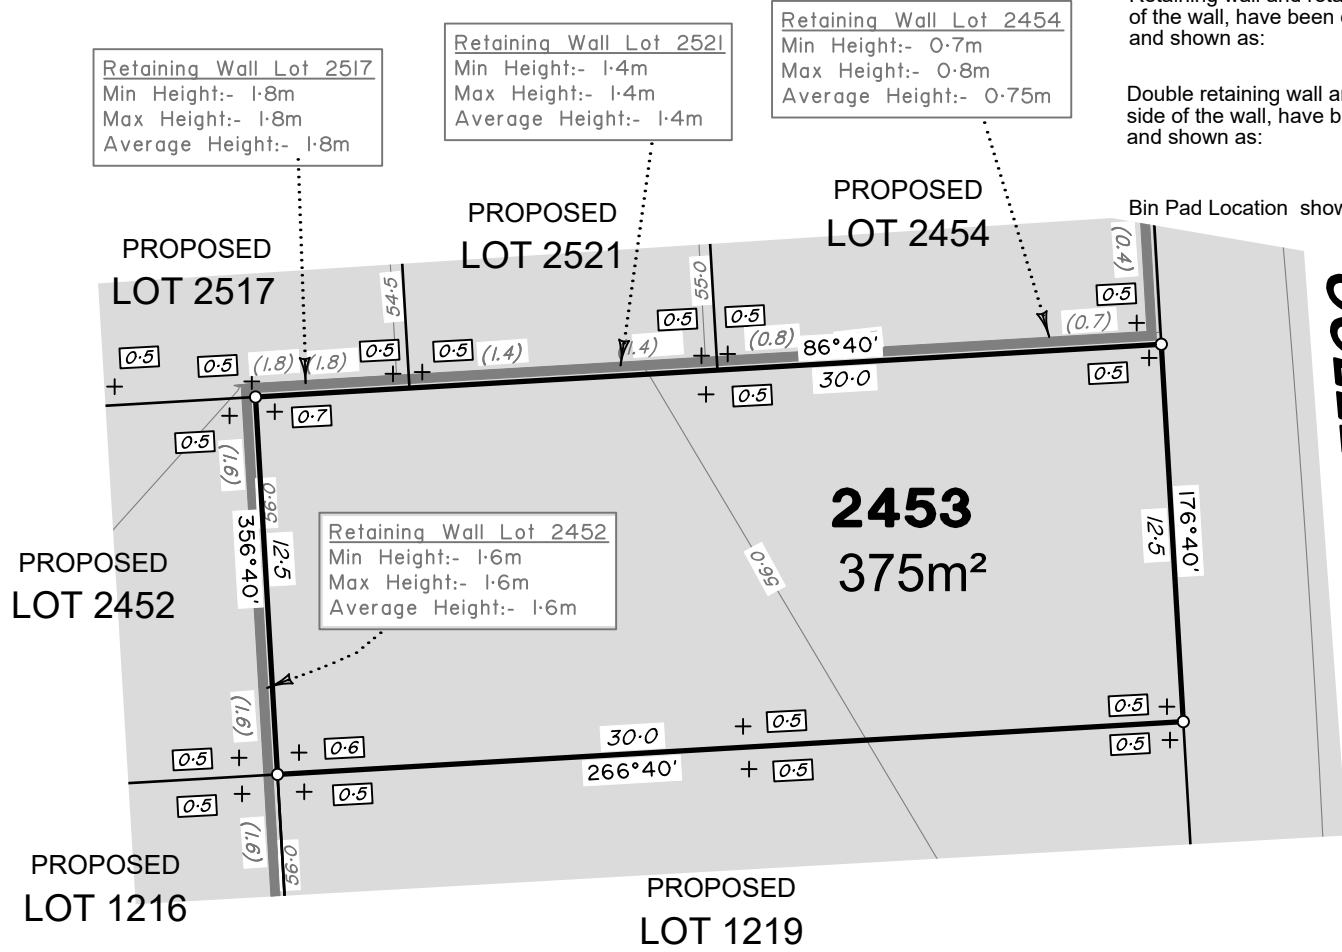 Retaining Wall Lot 2517
Min Height:- 1·8m
Max Height:- 1·8m
Average Height:- 1·8m
Retaining Wall Lot 2521
Min Height:- 1·4m
Max Height:- 1·4m
Average Height:- 1·4m
Retaining Wall Lot 2454
Min Height:- 0·7m
Max Height:- 0·8m
Average Height:- 0·75m
of the wall, have been
and shown as:
Double retaining wall
side of the wall, have
and shown as:
Bin Pad Location
PROPOSED
LOT 2517
PROPOSED
LOT 2521
PROPOSED
LOT 2454
54·5
55·0
(0.4)
0·5
0·5
(1.8)
(1.8)
0·5
0·5
(1.4)
(1.4)
0·5
0·5
(0.8)
86°40'
(0.7)
0·5
30·0
0·5
0·5
0·7
0·5
(1.6)
56·0
356°40'
12·5
Retaining Wall Lot 2452
Min Height:- 1·6m
Max Height:- 1·6m
Average Height:- 1·6m
2453
375m²
56·0
12·5
176°40'
PROPOSED
LOT 2452
(1.6)
0·5
0·6
30·0
266°40'
0·5
0·5
0·5
0·5
0·5
0·5
(1.6)
56·0
PROPOSED
LOT 1216
PROPOSED
LOT 1219